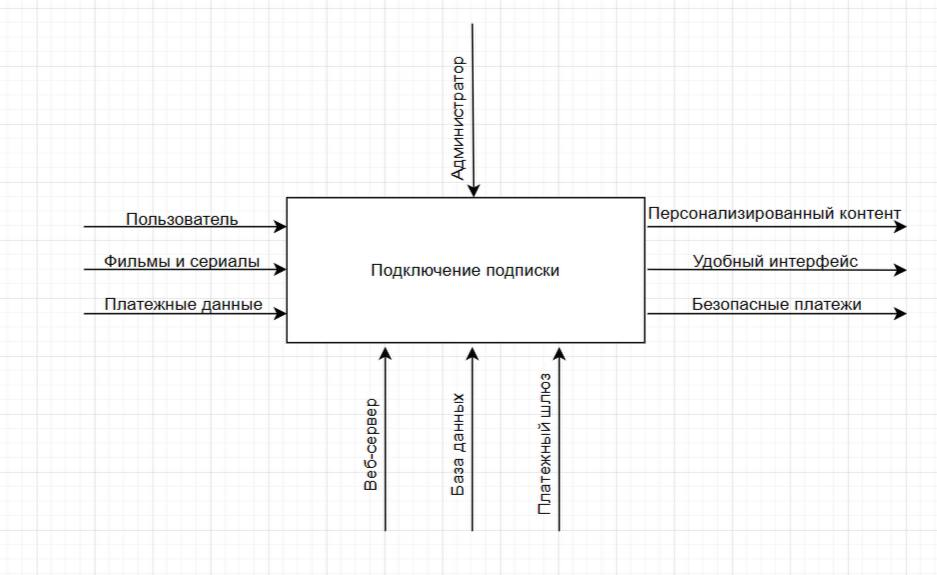 Администратор
Пользователь
Фильмы и сериалы
Платежные данные
Подключение подписки
Персонализированный контент
Удобный интерфейс
Безопасные платежи
Веб-сервер
База данных
Платежный шлюз